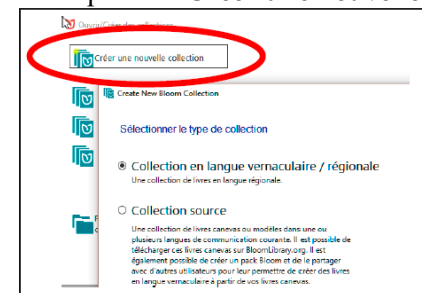 Ouvrir/Créer des collections
Créer une nouvelle collection
Create New Bloom Collection
Sélectionner le type de collection
Collection en langue vernaculaire / régionale
Une collection de livres en langue régionale.
Collection source
Une collection de livres canevas ou modèles dans une ou
plusieurs langues de communication courante. Il est possible de
télécharger ces livres canevas sur BloomLibrary.org. Il est
également possible de créer un pack Bloom et de le partager
avec d'autres utilisateurs pour leur permettre de créer des livres
en langue vernaculaire à partir de vos livres canevas.